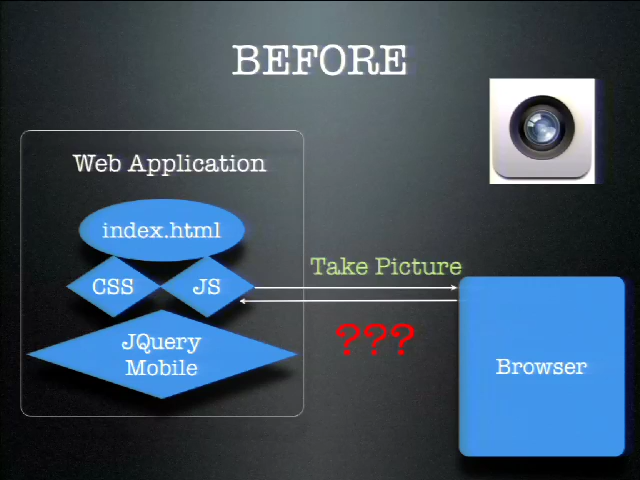 BEFORE
Web Application
index.html
CSS
JS
JQuery
Mobile
Take Picture
???
Browser